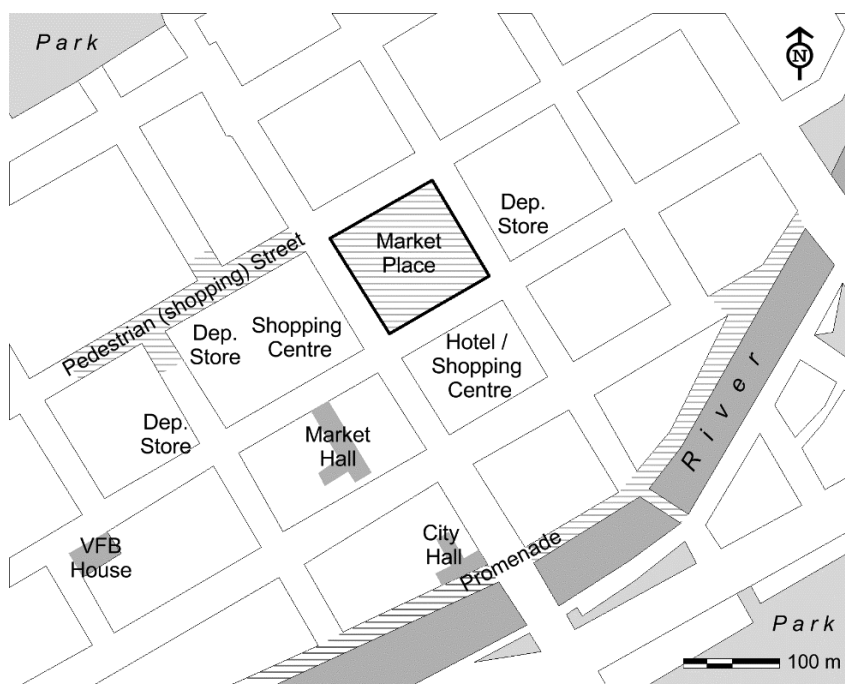 Park
N
Dep.
Store
Market
Place
Pedestrian (shopping) Street
Dep.
Store
Shopping
Centre
Hotel /
Shopping
Centre
Dep.
Store
Market
Hall
River
VFB
House
City
Hall
Promenade
Park
100 m